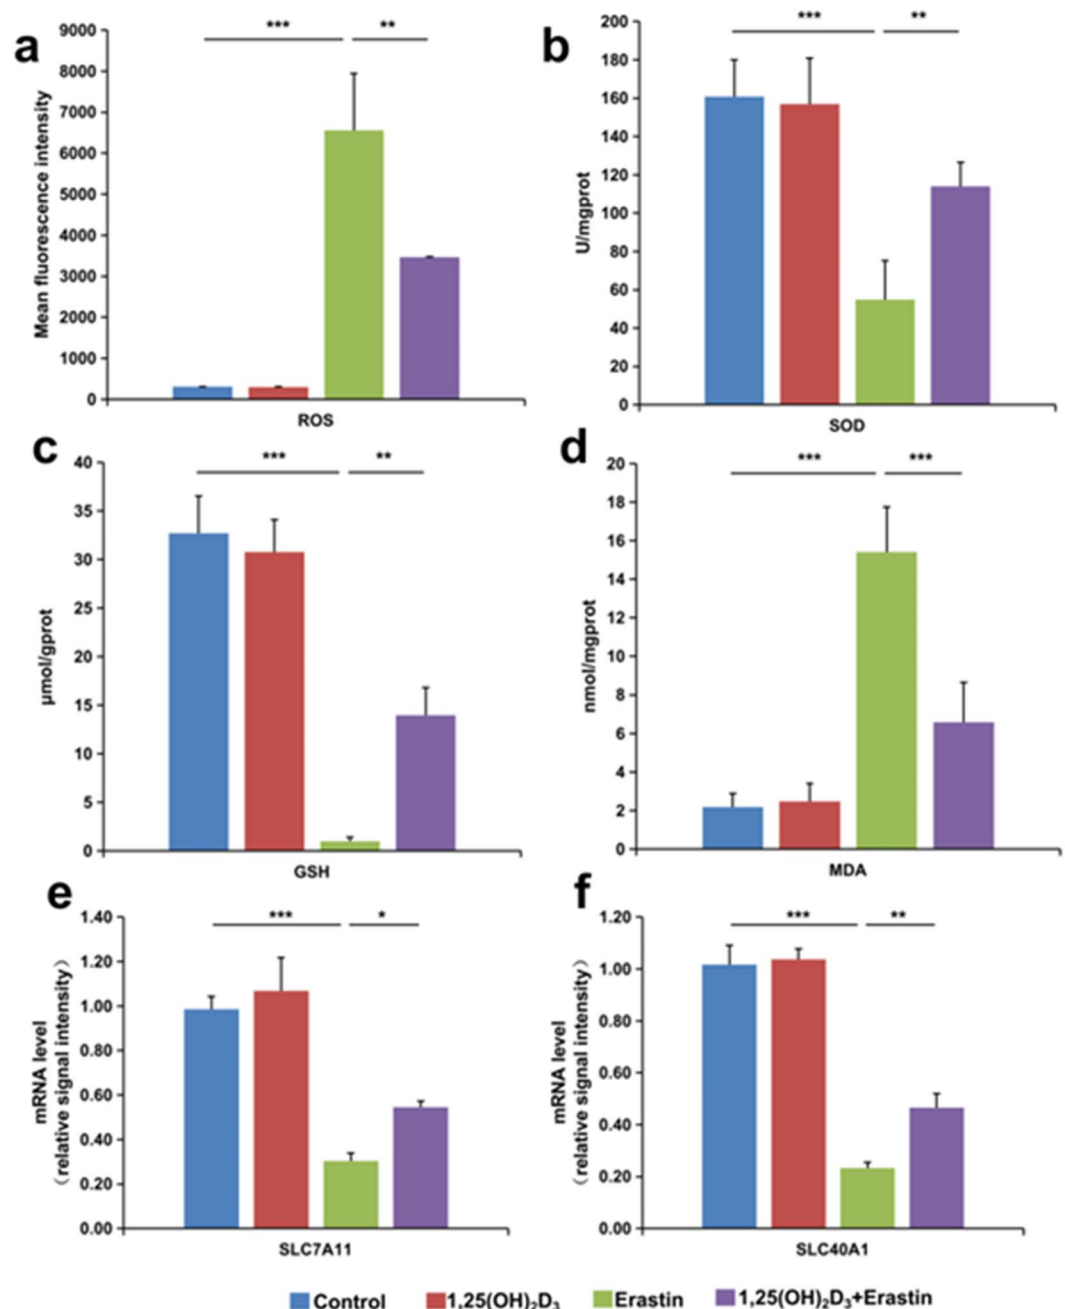 a
*** **
9000
8000
7000
6000
5000
4000
3000
2000
1000
0
Mean fluorescence intensity
ROS
b
*** **
200
180
160
140
120
100
80
60
40
20
0
U/mgprot
SOD
c
*** **
40
35
30
25
20
15
10
5
0
μmol/gprot
GSH
d
*** ***
20
18
16
14
12
10
8
6
4
2
0
nmol/mgprot
MDA
e
*** *
1.40
1.20
1.00
0.80
0.60
0.40
0.20
0.00
mRNA level
（relative signal intensity）
SLC7A11
f
*** **
1.20
1.00
0.80
0.60
0.40
0.20
0.00
mRNA level
（relative signal intensity）
SLC40A1
Control 1,25(OH)₂D₃ Erastin 1,25(OH)₂D₃+Erastin